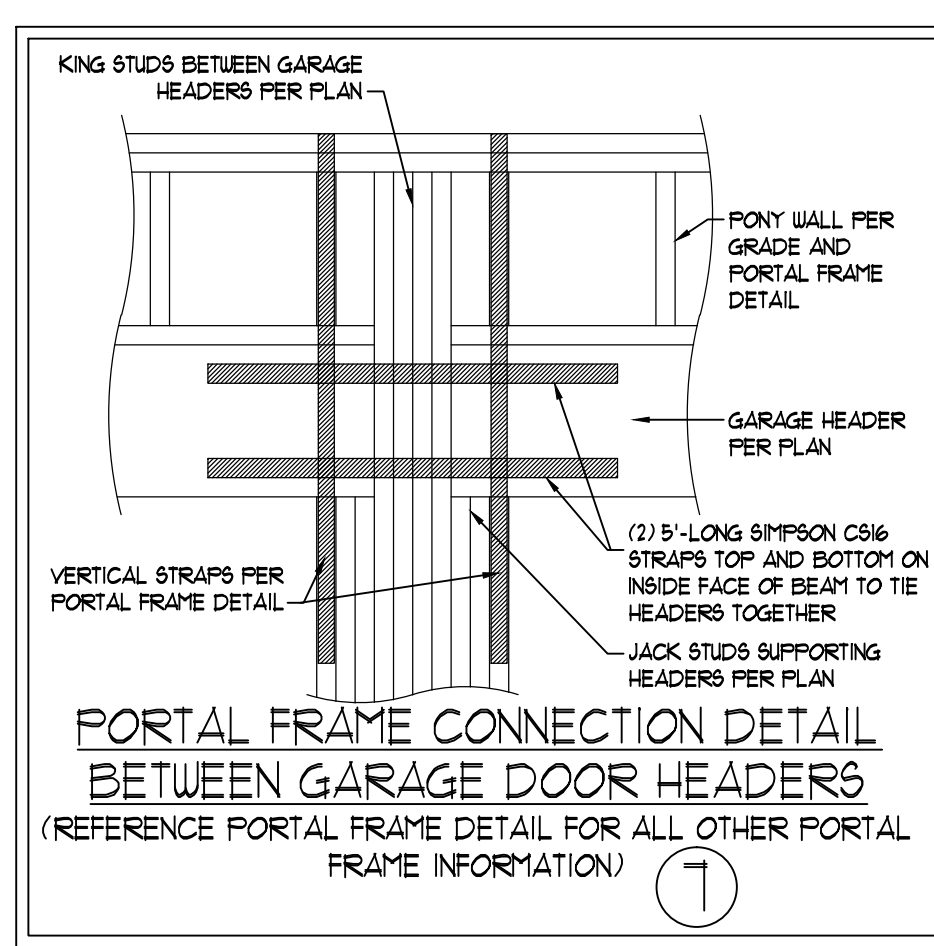 KING STUDS BETWEEN GARAGE
HEADERS PER PLAN
PONY WALL PER
GRADE AND
PORTAL FRAME
DETAIL
GARAGE HEADER
PER PLAN
(2) 5'-LONG SIMPSON CS16
STRAPS TOP AND BOTTOM ON
INSIDE FACE OF BEAM TO TIE
HEADERS TOGETHER
VERTICAL STRAPS PER
PORTAL FRAME DETAIL
JACK STUDS SUPPORTING
HEADERS PER PLAN
PORTAL FRAME CONNECTION DETAIL
BETWEEN GARAGE DOOR HEADERS
(REFERENCE PORTAL FRAME DETAIL FOR ALL OTHER PORTAL
FRAME INFORMATION)
7